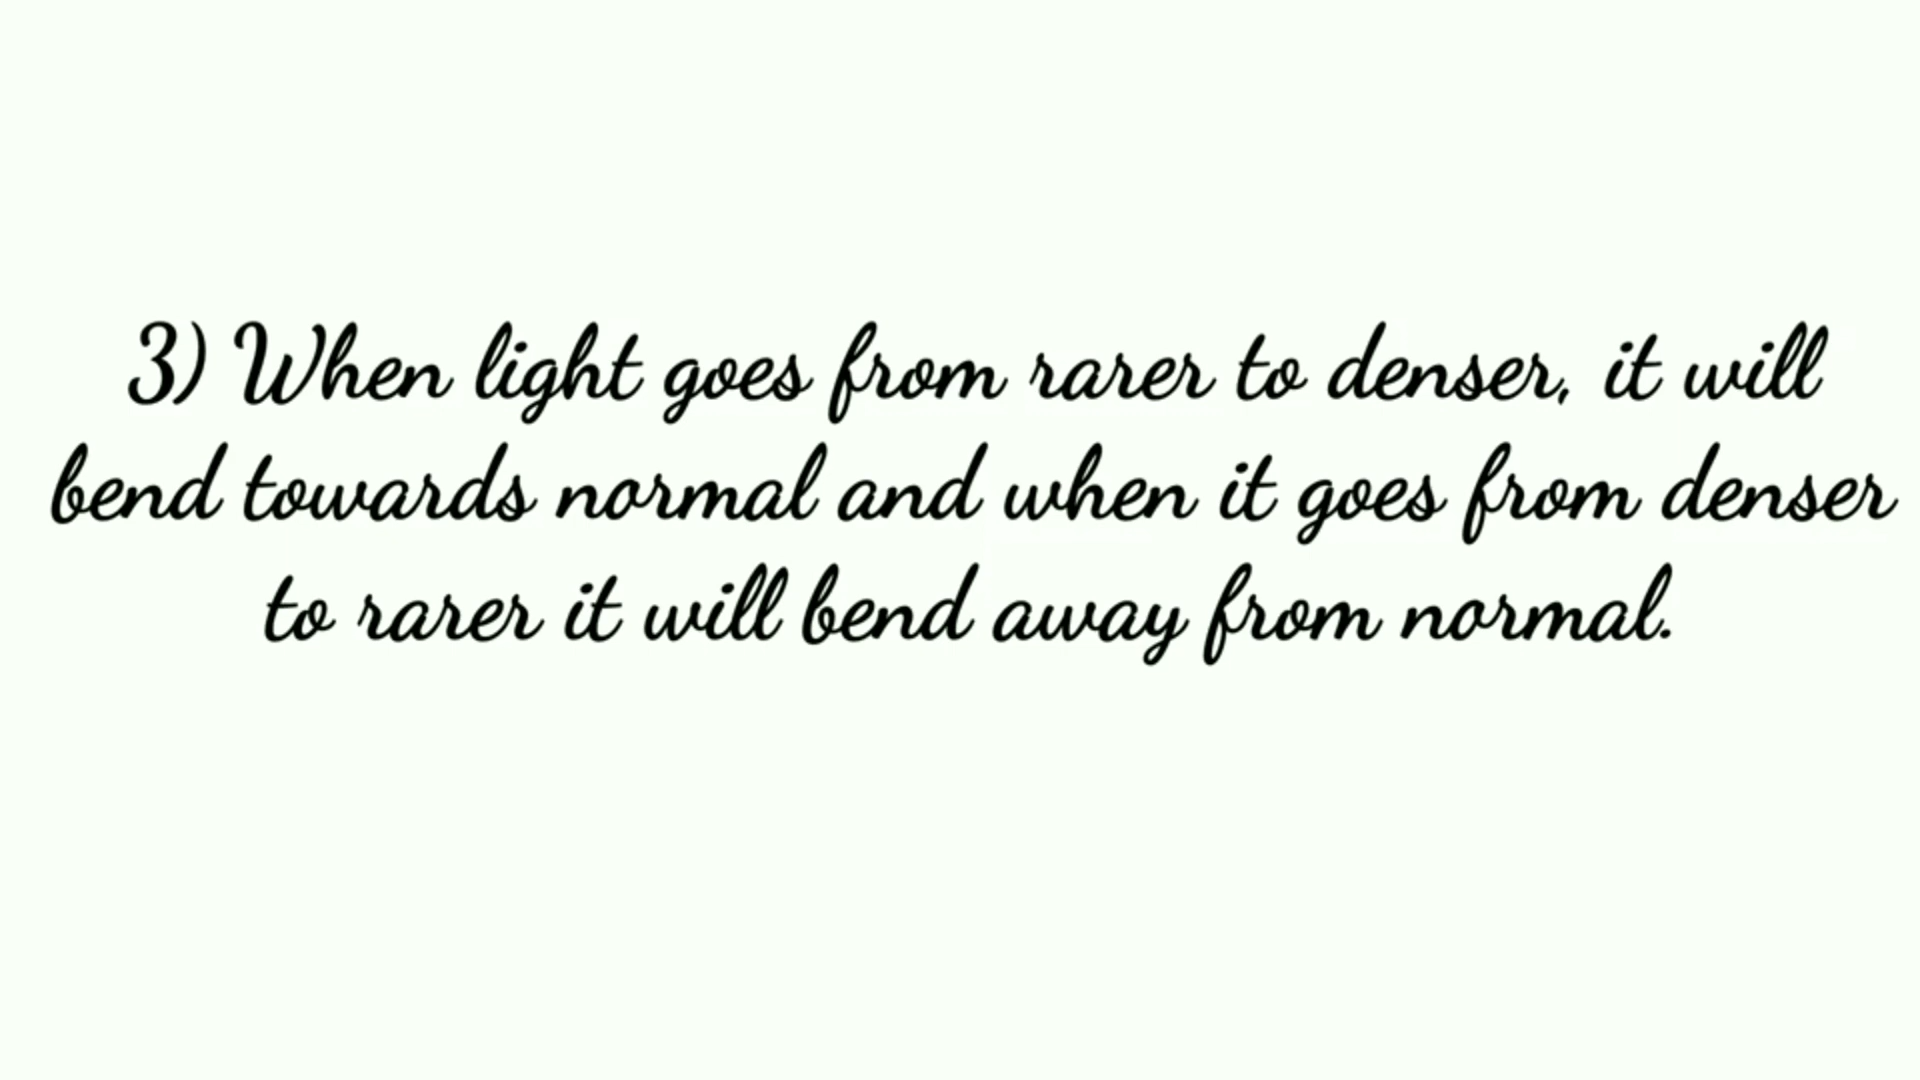 3) When light goes from rarer to denser, it will
bend towards normal and when it goes from denser
to rarer it will bend away from normal.